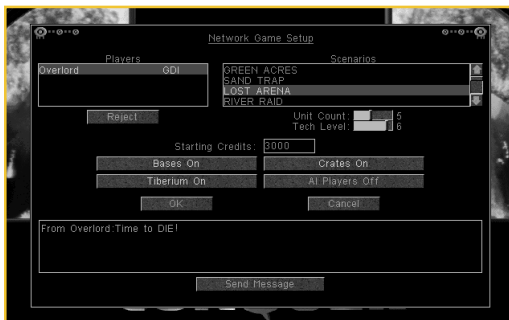 Network Game Setup
Players
Scenarios
Overlord GDI
GREEN ACRES
SAND TRAP
LOST ARENA
RIVER RAID
Reject
Unit Count: 5
Tech Level: 6
Starting Credits: 3000
Bases On
Crates On
Tiberium On
AI Players Off
OK
Cancel
From Overlord:Time to DIE!
Send Message